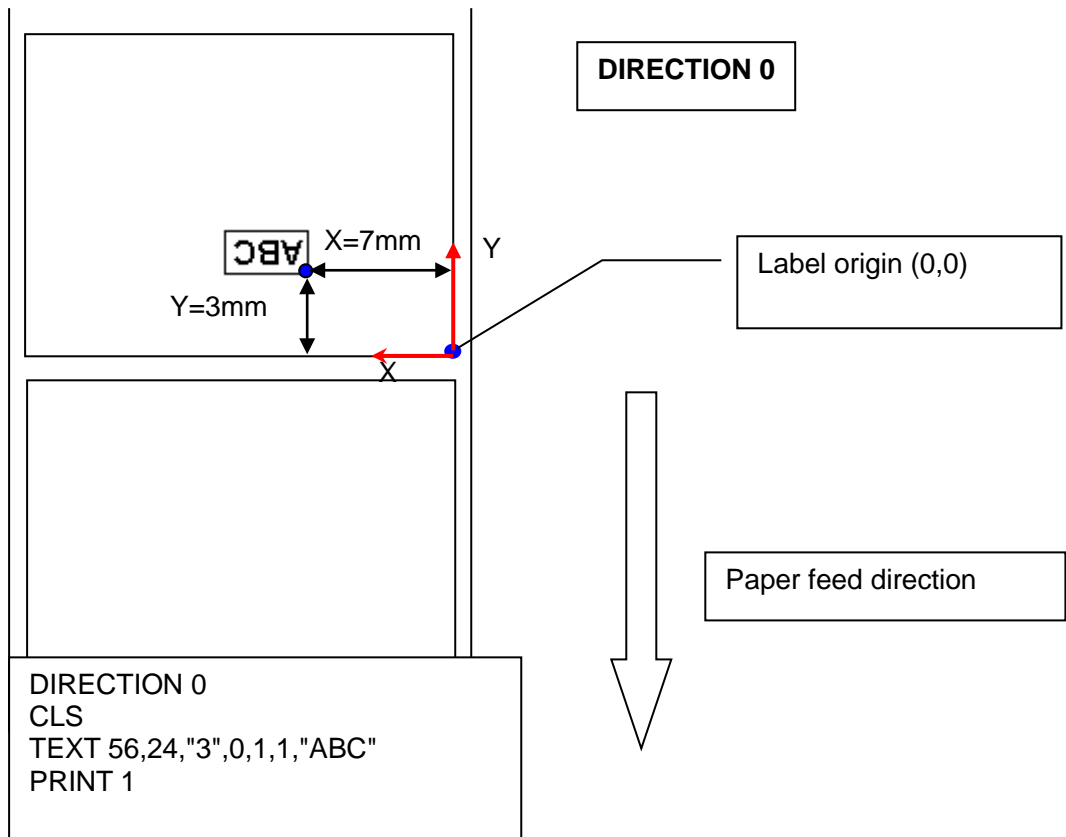 DIRECTION 0
ABC
X=7mm
Y
Label origin (0,0)
Y=3mm
X
Paper feed direction
DIRECTION 0
CLS
TEXT 56,24,"3",0,1,1,"ABC"
PRINT 1